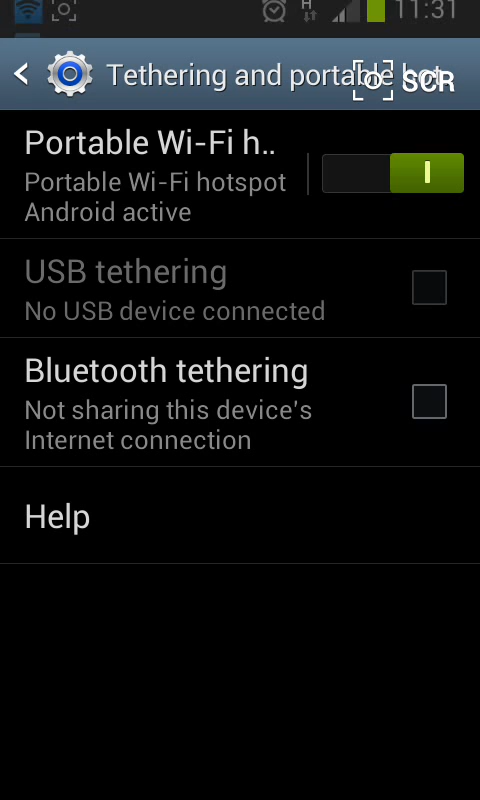 H 11:31
Tethering and portable hot
SCR
Portable Wi-Fi h..
Portable Wi-Fi hotspot
Android active
USB tethering
No USB device connected
Bluetooth tethering
Not sharing this device's
Internet connection
Help